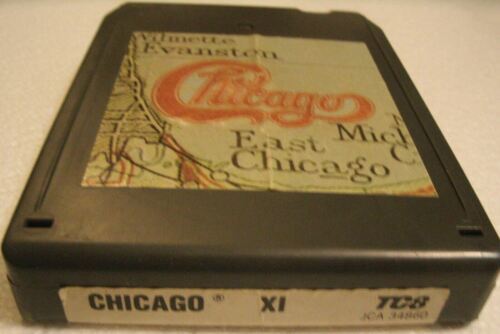 Wilmette
Evanston
Chicago
East
Chicago
Mich
C
CHICAGO® XI TC8
JCA 34860